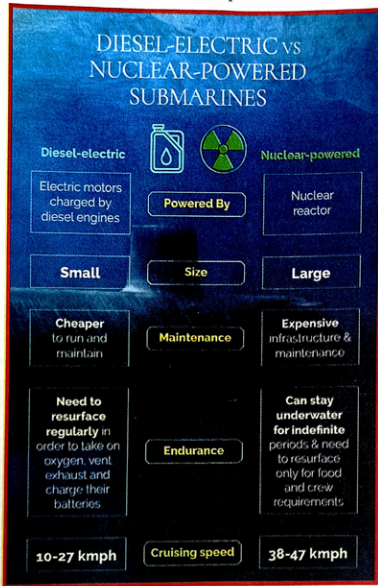 DIESEL-ELECTRIC VS
NUCLEAR-POWERED
SUBMARINES
Diesel-electric
Nuclear-powered
Electric motors
charged by
diesel engines
Powered By
Nuclear
reactor
Small
Size
Large
Cheaper
to run and
maintain
Maintenance
Expensive
infrastructure &
maintenance
Need to
resurface
regularly in
order to take on
oxygen, vent
exhaust and
charge their
batteries
Endurance
Can stay
underwater
for indefinite
periods & need
to resurface
only for food
and crew
requirements
10-27 kmph
Cruising speed
38-47 kmph